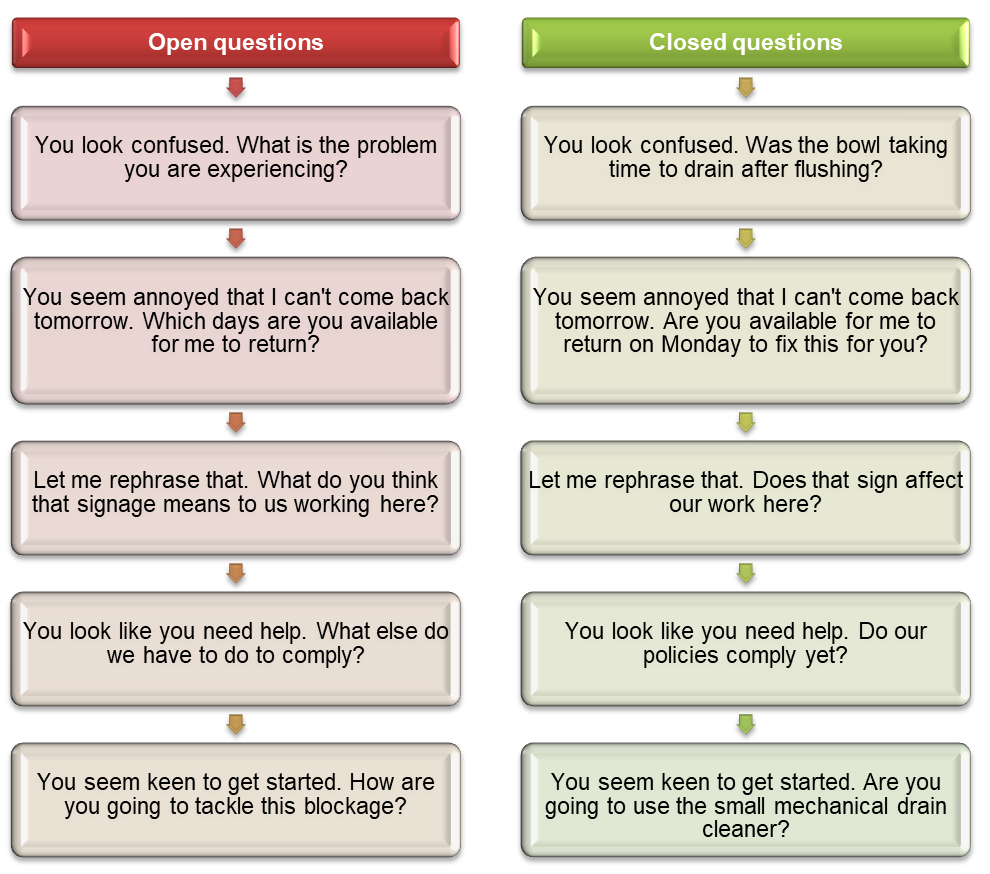 Open questions
You look confused. What is the problem
you are experiencing?
You seem annoyed that I can't come back
tomorrow. Which days are you available
for me to return?
Let me rephrase that. What do you think
that signage means to us working here?
You look like you need help. What else do
we have to do to comply?
You seem keen to get started. How are
you going to tackle this blockage?
Closed questions
You look confused. Was the bowl taking
time to drain after flushing?
You seem annoyed that I can't come back
tomorrow. Are you available for me to
return on Monday to fix this for you?
Let me rephrase that. Does that sign affect
our work here?
You look like you need help. Do our
policies comply yet?
You seem keen to get started. Are you
going to use the small mechanical drain
cleaner?